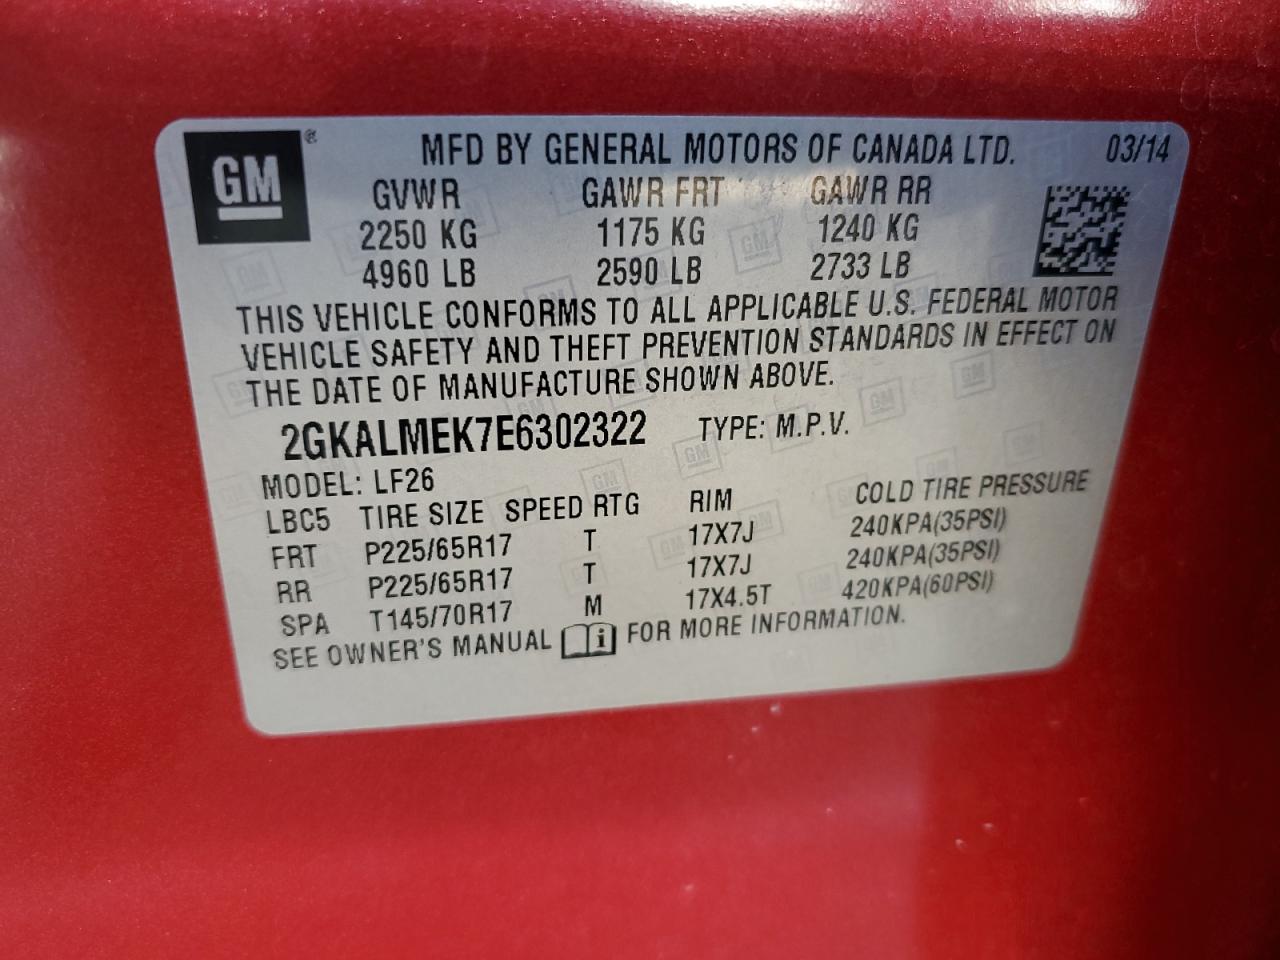 GM®
MFD BY GENERAL MOTORS OF CANADA LTD. 03/14
GVWR GAWR FRT GAWR RR
2250 KG 1175 KG 1240 KG
4960 LB 2590 LB 2733 LB
THIS VEHICLE CONFORMS TO ALL APPLICABLE U.S. FEDERAL MOTOR
VEHICLE SAFETY AND THEFT PREVENTION STANDARDS IN EFFECT ON
THE DATE OF MANUFACTURE SHOWN ABOVE.
2GKALMEK7E6302322 TYPE: M.P.V.
MODEL: LF26
LBC5 TIRE SIZE SPEED RTG RIM COLD TIRE PRESSURE
FRT P225/65R17 T 17X7J 240KPA(35PSI)
RR P225/65R17 T 17X7J 240KPA(35PSI)
SPA T145/70R17 M 17X4.5T 420KPA(60PSI)
SEE OWNER'S MANUAL i FOR MORE INFORMATION.